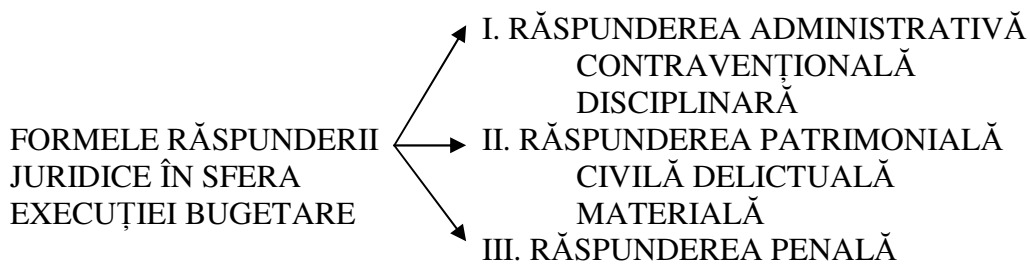 I. RĂSPUNDEREA ADMINISTRATIVĂ
CONTRAVENȚIONALĂ
DISCIPLINARĂ
FORMELE RĂSPUNDERII
JURIDICE ÎN SFERA
EXECUȚIEI BUGETARE
II. RĂSPUNDEREA PATRIMONIALĂ
CIVILĂ DELICTUALĂ
MATERIALĂ
III. RĂSPUNDEREA PENALĂ